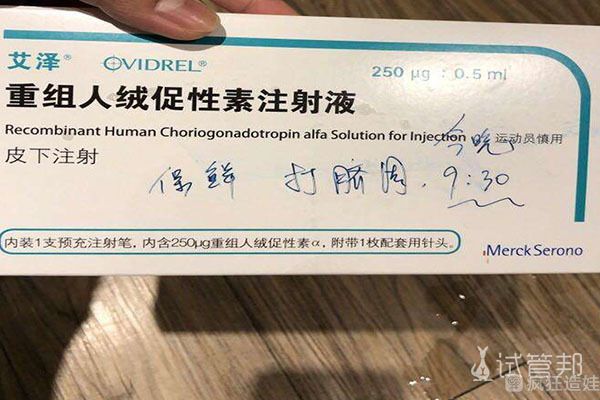 艾泽® OVIDREL®
250 μg : 0.5 ml
重组人绒促性素注射液
Recombinant Human Choriogonadotropin alfa Solution for Injection
运动员慎用
皮下注射
今晚
保鲜 打脐周. 9:30
内装1支预充注射笔，内含250μg重组人绒促性素α，附带1枚配套用针头。
Merck Serono
试管邦
疯狂造娃